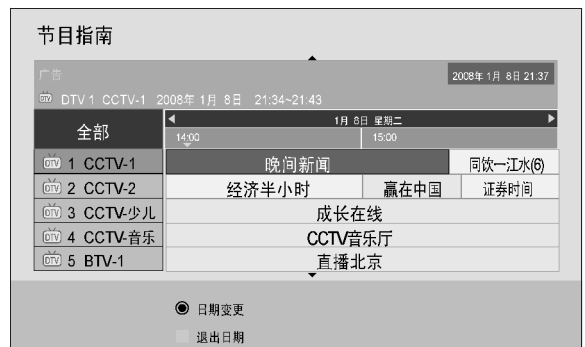 节目指南
广告
2008年 1月 8日 21:37
DTV 1 CCTV-1 2008年 1月 8日 21:34~21:43
全部
1月 8日 星期二
14:00 15:00
DTV 1 CCTV-1 晚间新闻 同饮一江水(6)
DTV 2 CCTV-2 经济半小时 赢在中国 证券时间
DTV 3 CCTV-少儿 成长在线
DTV 4 CCTV-音乐 CCTV音乐厅
DTV 5 BTV-1 直播北京
日期变更
退出日期